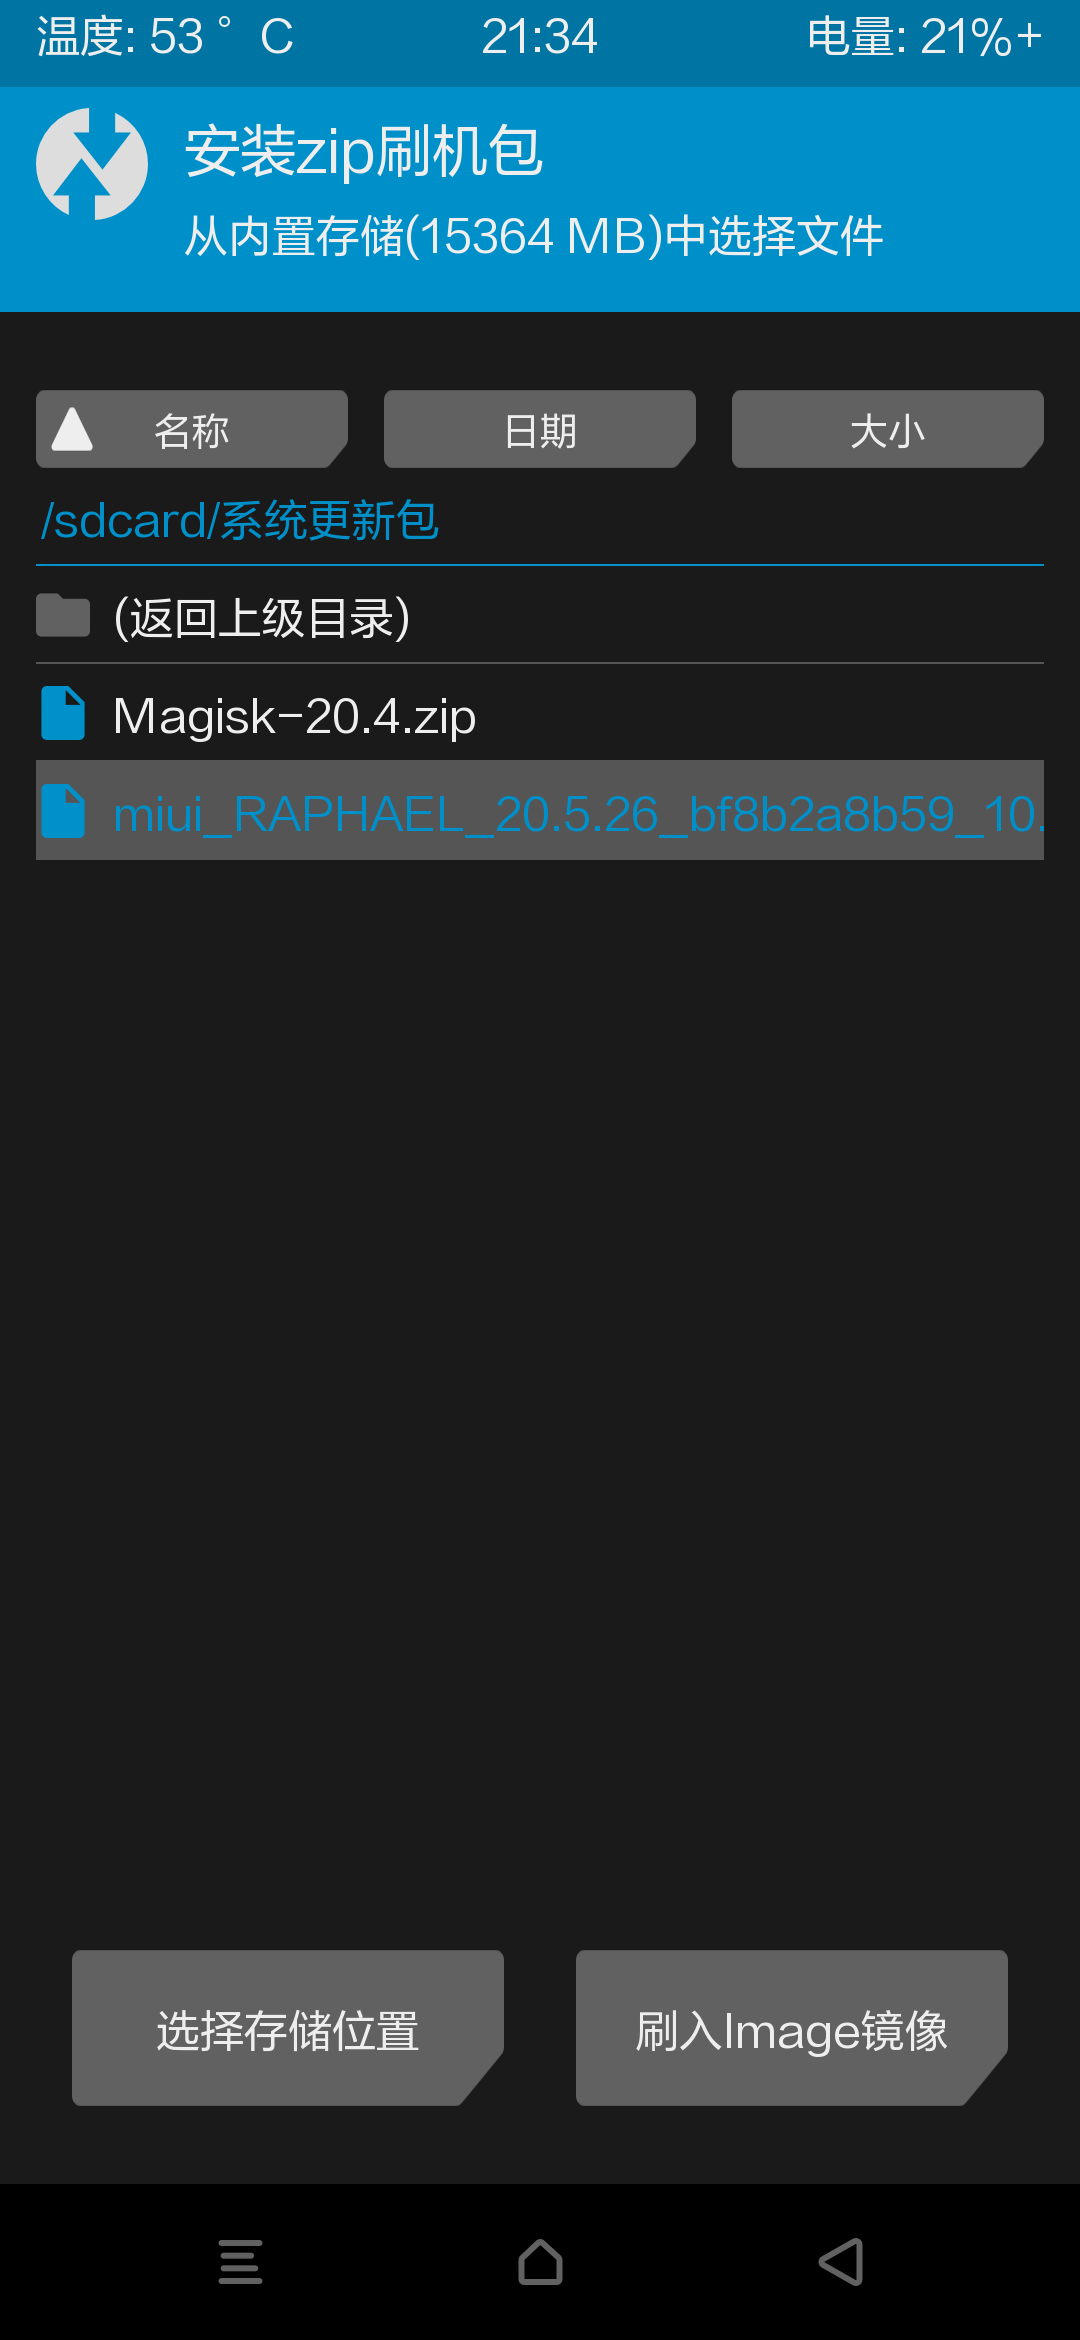 温度: 53 ° C 21:34 电量: 21%+
安装zip刷机包
从内置存储(15364 MB)中选择文件
名称 日期 大小
/sdcard/系统更新包
(返回上级目录)
Magisk-20.4.zip
miui_RAPHAEL_20.5.26_bf8b2a8b59_10.
选择存储位置 刷入Image镜像